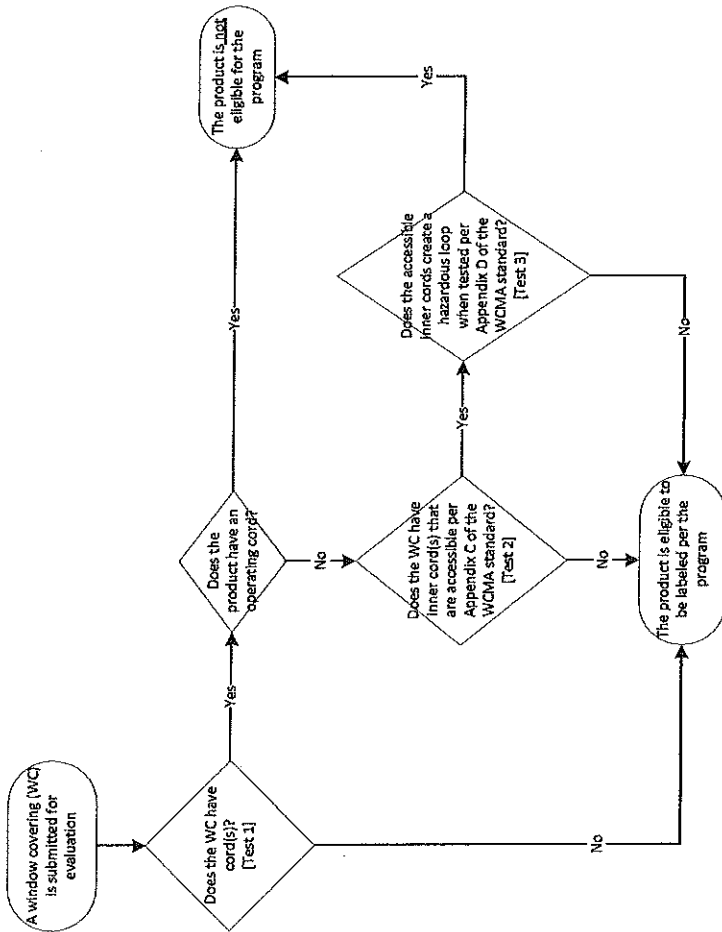 A window covering (WC)
is submitted for
evaluation
Does the WC have
cord(s)?
[Test 1]
Yes
No
Does the
product have an
operating cord?
Yes
No
The product is not
eligible for the
program
Does the WC have
inner cord(s) that
are accessible per
Appendix C of the
WCMA standard?
[Test 2]
Yes
No
Does the accessible
inner cords create a
hazardous loop
when tested per
Appendix D of the
WCMA standard?
[Test 3]
Yes
No
The product is eligible to
be labeled per the
program